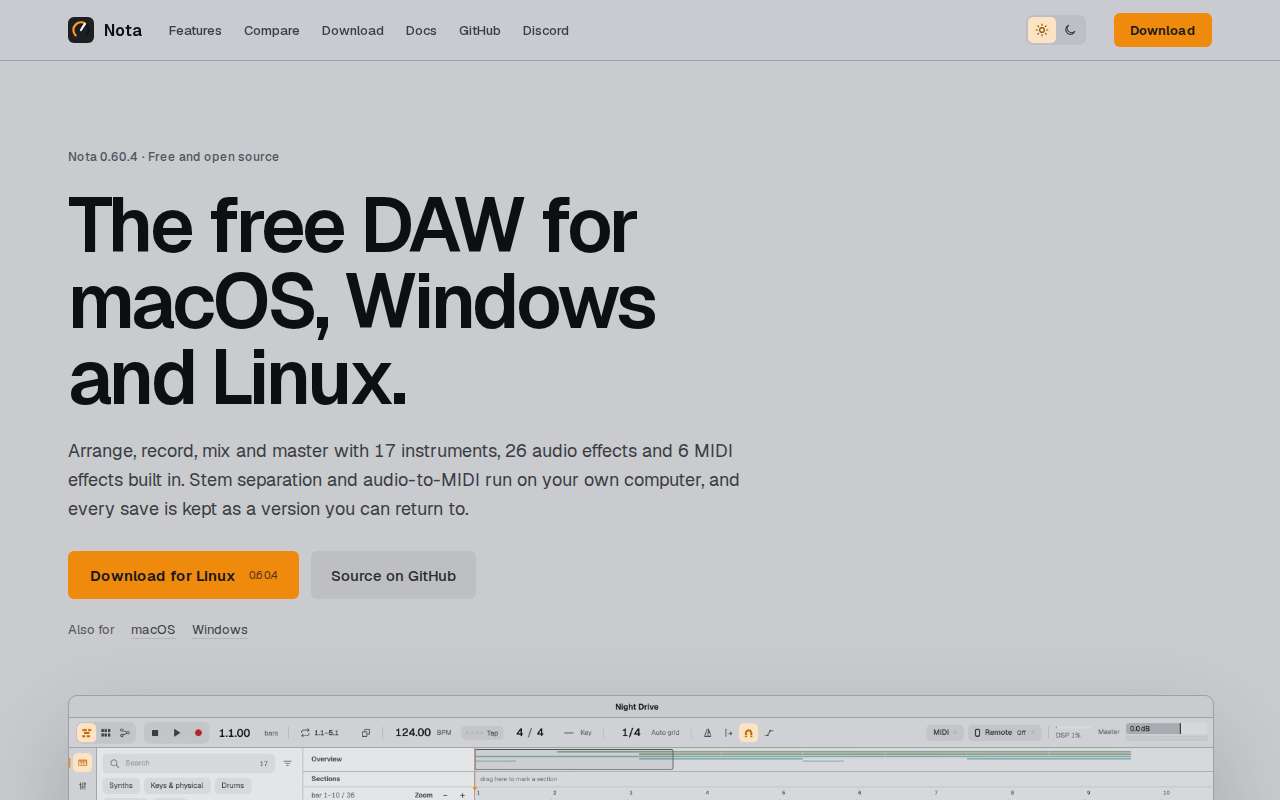 Nota Features Compare Download Docs GitHub Discord Download
Nota 0.60.4 · Free and open source
The free DAW for
macOS, Windows
and Linux.
Arrange, record, mix and master with 17 instruments, 26 audio effects and 6 MIDI
effects built in. Stem separation and audio-to-MIDI run on your own computer, and
every save is kept as a version you can return to.
Download for Linux 0.60.4 Source on GitHub
Also for macOS Windows
Night Drive
1.1.00 bars 1.1–5.1 124.00 BPM Tap 4 / 4 Key 1/4 Auto grid MIDI Remote Off DSP 1% Master 0.0 dB
Search 17 Overview
Synths Keys & physical Drums Sections drag here to mark a section
bar 1–10 / 36 Zoom − + 1 2 3 4 5 6 7 8 9 10